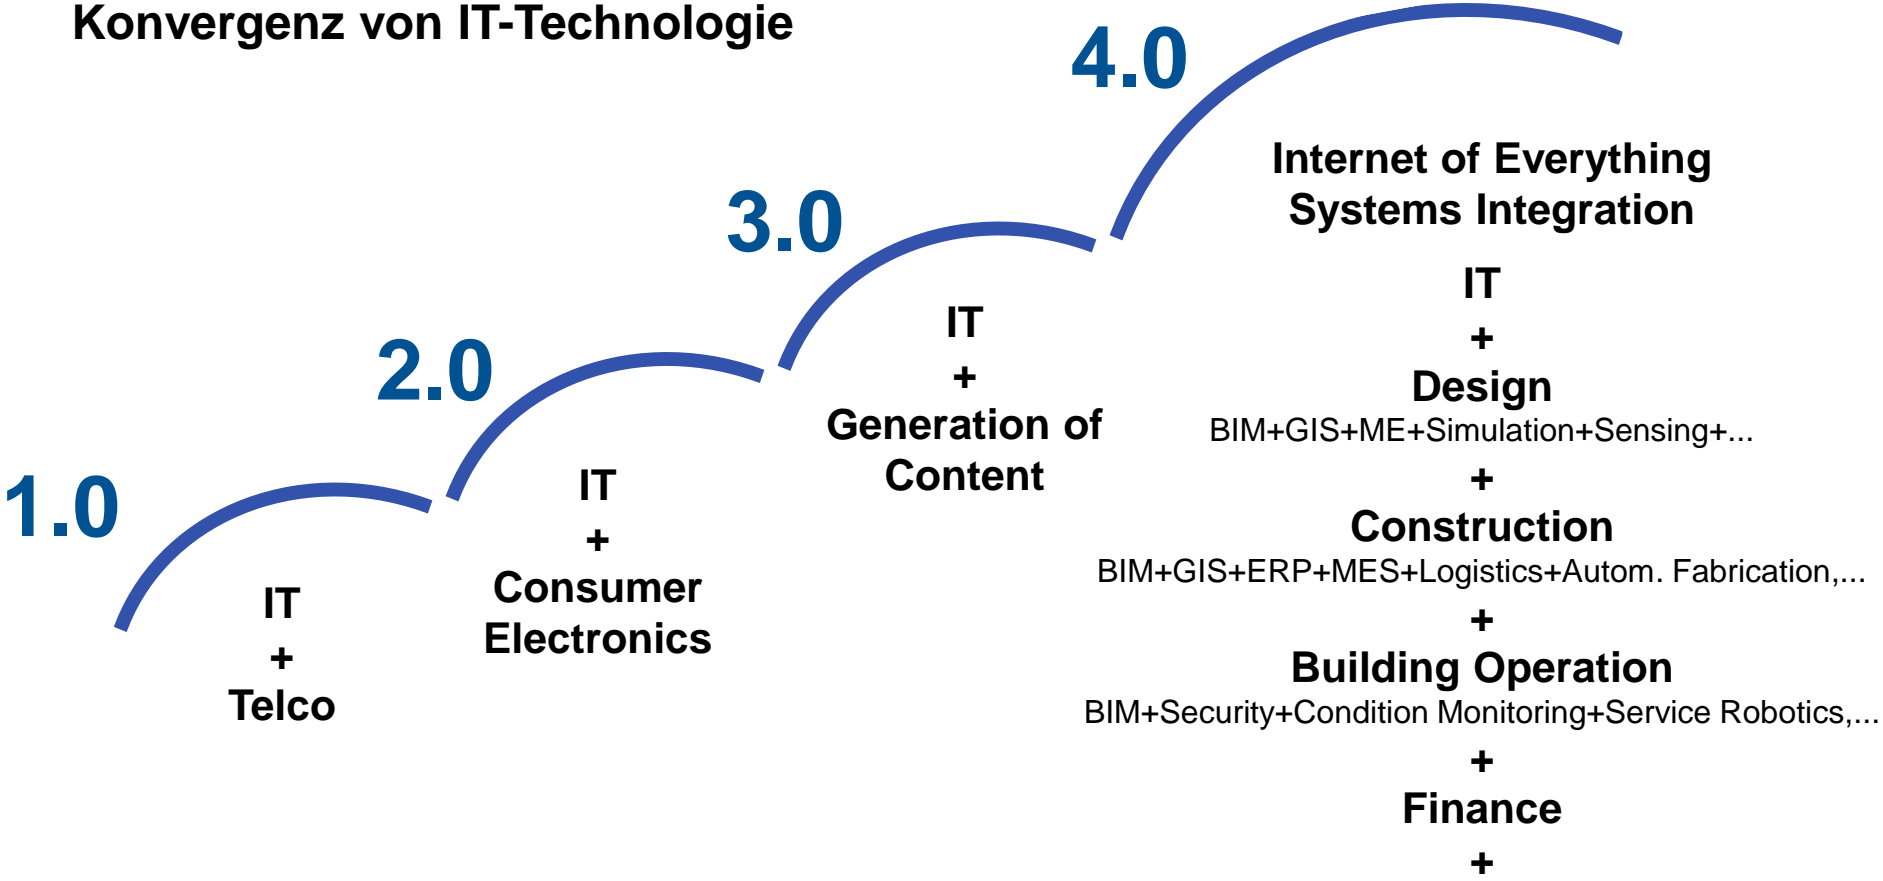 Konvergenz von IT-Technologie
1.0
IT
+
Telco
2.0
IT
+
Consumer
Electronics
3.0
IT
+
Generation of
Content
4.0
Internet of Everything
Systems Integration
IT
+
Design
BIM+GIS+ME+Simulation+Sensing+...
+
Construction
BIM+GIS+ERP+MES+Logistics+Autom. Fabrication,...
+
Building Operation
BIM+Security+Condition Monitoring+Service Robotics,...
+
Finance
+